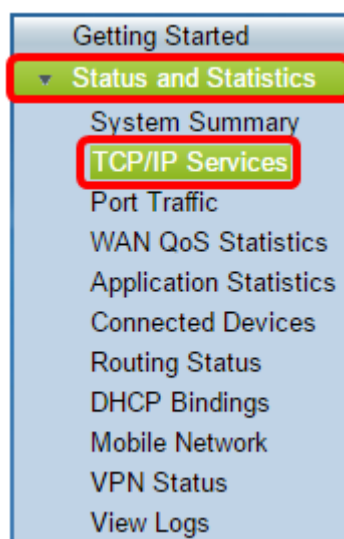 Getting Started
Status and Statistics
System Summary
TCP/IP Services
Port Traffic
WAN QoS Statistics
Application Statistics
Connected Devices
Routing Status
DHCP Bindings
Mobile Network
VPN Status
View Logs